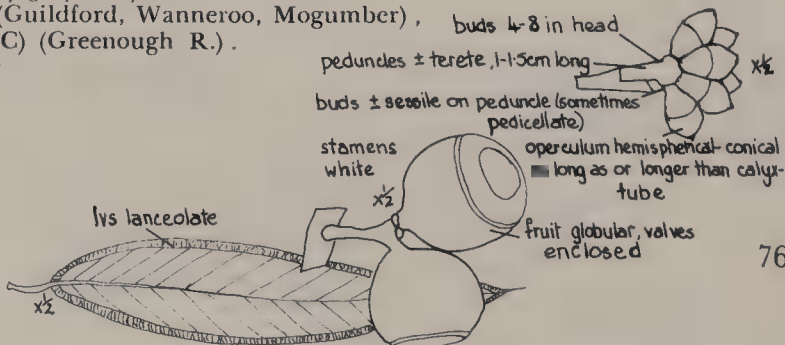 (Guildford, Wanneroo, Mogumber),
C) (Greenough R.).
buds 4-8 in head
peduncles ± terete, 1-1·5cm long
x½
buds ± sessile on peduncle (sometimes
pedicellate)
stamens
white
operculum hemispherical-conical
long as or longer than calyx-
tube
x½
lvs lanceolate
fruit globular, valves
enclosed
76
x½